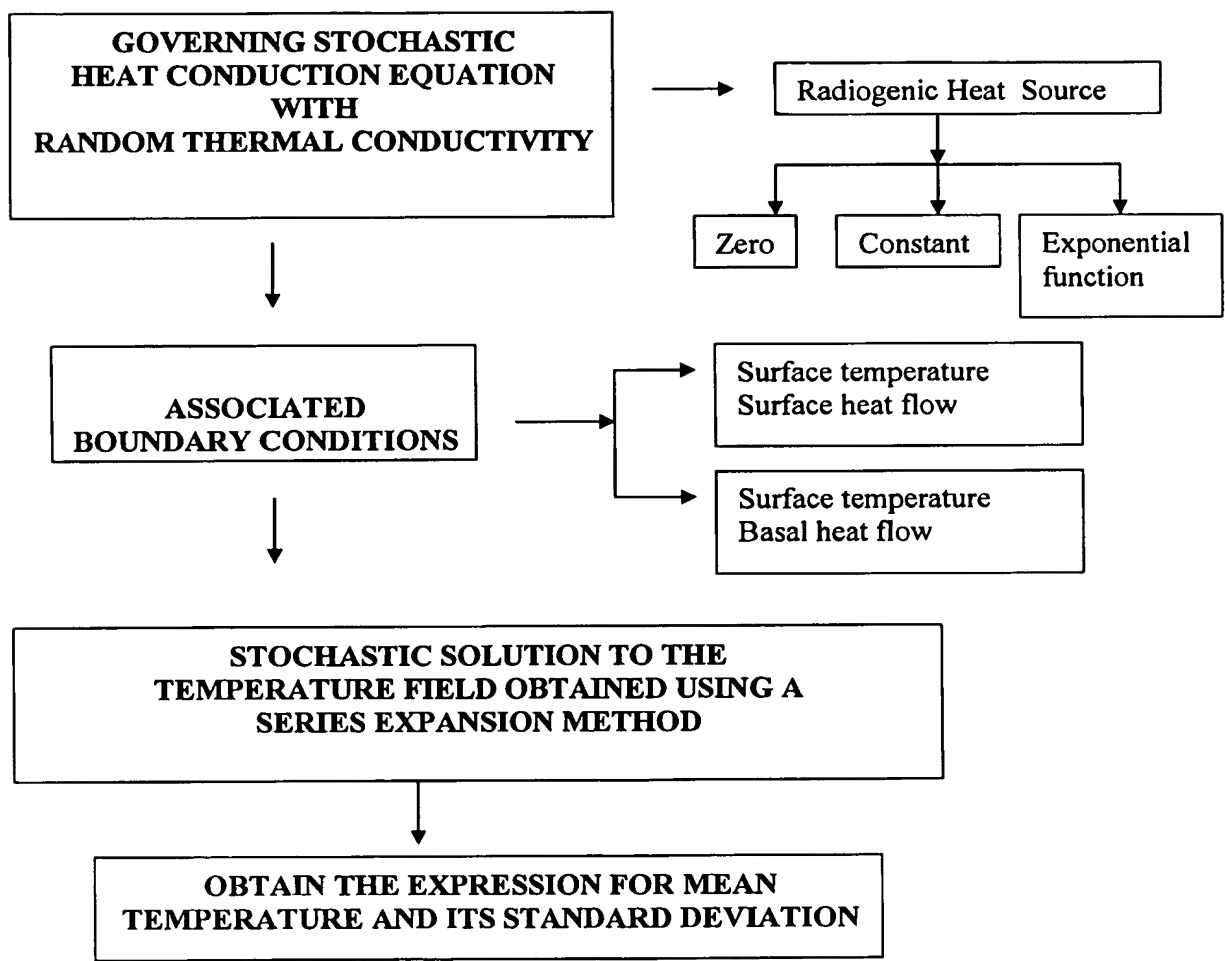 GOVERNING STOCHASTIC
HEAT CONDUCTION EQUATION
WITH
RANDOM THERMAL CONDUCTIVITY
Radiogenic Heat Source
Zero
Constant
Exponential
function
ASSOCIATED
BOUNDARY CONDITIONS
Surface temperature
Surface heat flow
Surface temperature
Basal heat flow
STOCHASTIC SOLUTION TO THE
TEMPERATURE FIELD OBTAINED USING A
SERIES EXPANSION METHOD
OBTAIN THE EXPRESSION FOR MEAN
TEMPERATURE AND ITS STANDARD DEVIATION